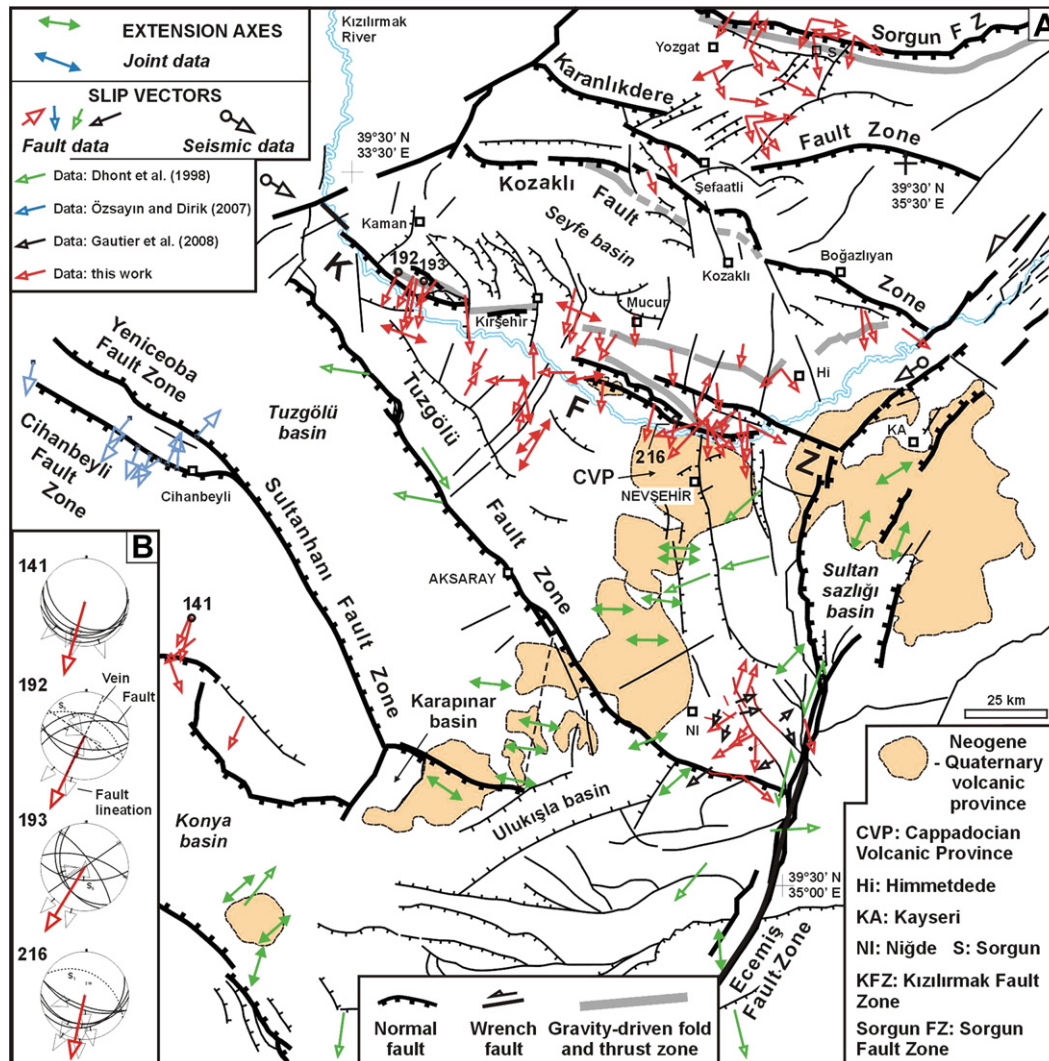 EXTENSION AXES
Joint data
SLIP VECTORS
Fault data
Seismic data
Data: Dhont et al. (1998)
Data: Özsayın and Dirik (2007)
Data: Gautier et al. (2008)
Data: this work
A
Kızılırmak
River
39°30' N
33°30' E
Yozgat
S
Sorgun F Z
Karanlıkdere
Fault Zone
39°30' N
35°30' E
Şefaatli
Kozaklı
Fault
Zone
Seyfe basin
Kaman
192
193
K
Kırşehir
Mucur
Kozaklı
Boğazlıyan
Hi
F
Z
KA
216
CVP
NEVŞEHİR
Yeniceoba
Fault Zone
Cihanbeyli
Fault
Zone
Cihanbeyli
Tuzgölü
basin
Tuzgölü
Fault
Zone
AKSARAY
Sultanhanı
Fault
Zone
Sultan
sazlığı
basin
141
Karapınar
basin
NI
Ulukışla basin
Konya
basin
39°30' N
35°00' E
Ecemiş
Fault Zone
25 km
B
141
192
Vein
Fault
S₁
Fault
lineation
193
S₁
216
S₁
Normal
fault
Wrench
fault
Gravity-driven fold
and thrust zone
Neogene
- Quaternary
volcanic
province
CVP: Cappadocian
Volcanic Province
Hi: Himmetdede
KA: Kayseri
NI: Niğde S: Sorgun
KFZ: Kızılırmak Fault
Zone
Sorgun FZ: Sorgun
Fault Zone